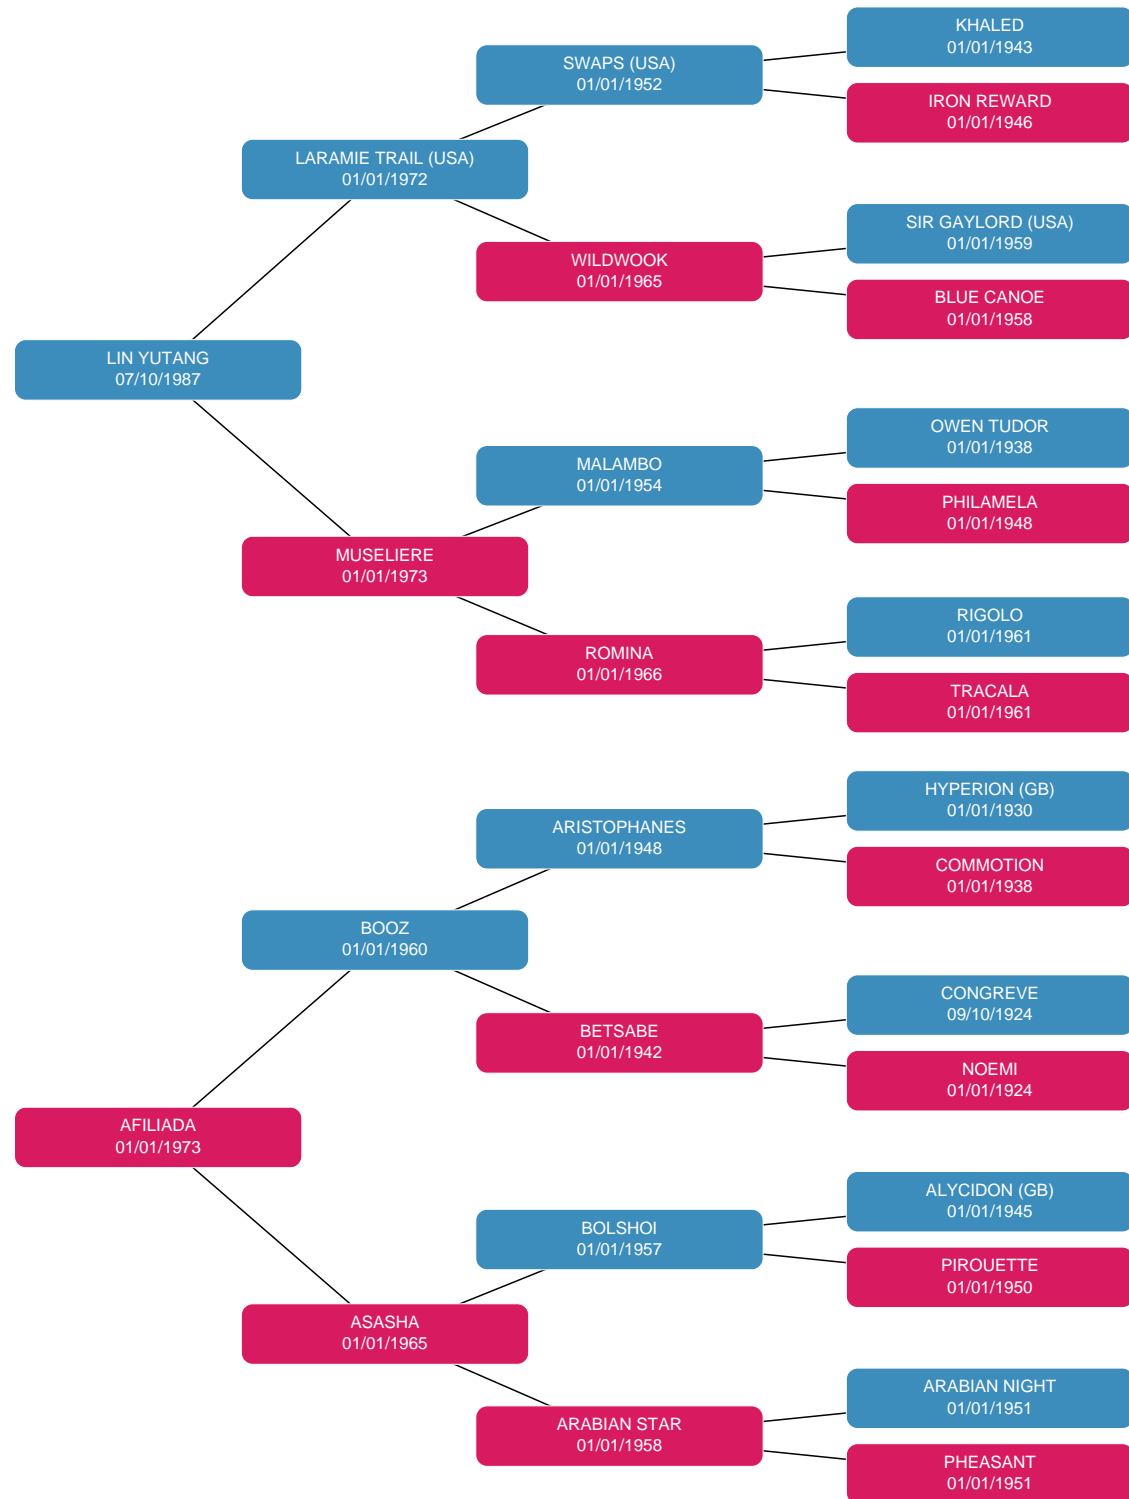 KHALED
01/01/1943
SWAPS (USA)
01/01/1952
IRON REWARD
01/01/1946
LARAMIE TRAIL (USA)
01/01/1972
SIR GAYLORD (USA)
01/01/1959
WILDWOOK
01/01/1965
BLUE CANOE
01/01/1958
LIN YUTANG
07/10/1987
OWEN TUDOR
01/01/1938
MALAMBO
01/01/1954
PHILAMELA
01/01/1948
MUSELIERE
01/01/1973
RIGOLO
01/01/1961
ROMINA
01/01/1966
TRACALA
01/01/1961
HYPERION (GB)
01/01/1930
ARISTOPHANES
01/01/1948
COMMOTION
01/01/1938
BOOZ
01/01/1960
CONGREVE
09/10/1924
BETSABE
01/01/1942
NOEMI
01/01/1924
AFILIADA
01/01/1973
ALYCIDON (GB)
01/01/1945
BOLSHOI
01/01/1957
PIROUETTE
01/01/1950
ASASHA
01/01/1965
ARABIAN NIGHT
01/01/1951
ARABIAN STAR
01/01/1958
PHEASANT
01/01/1951